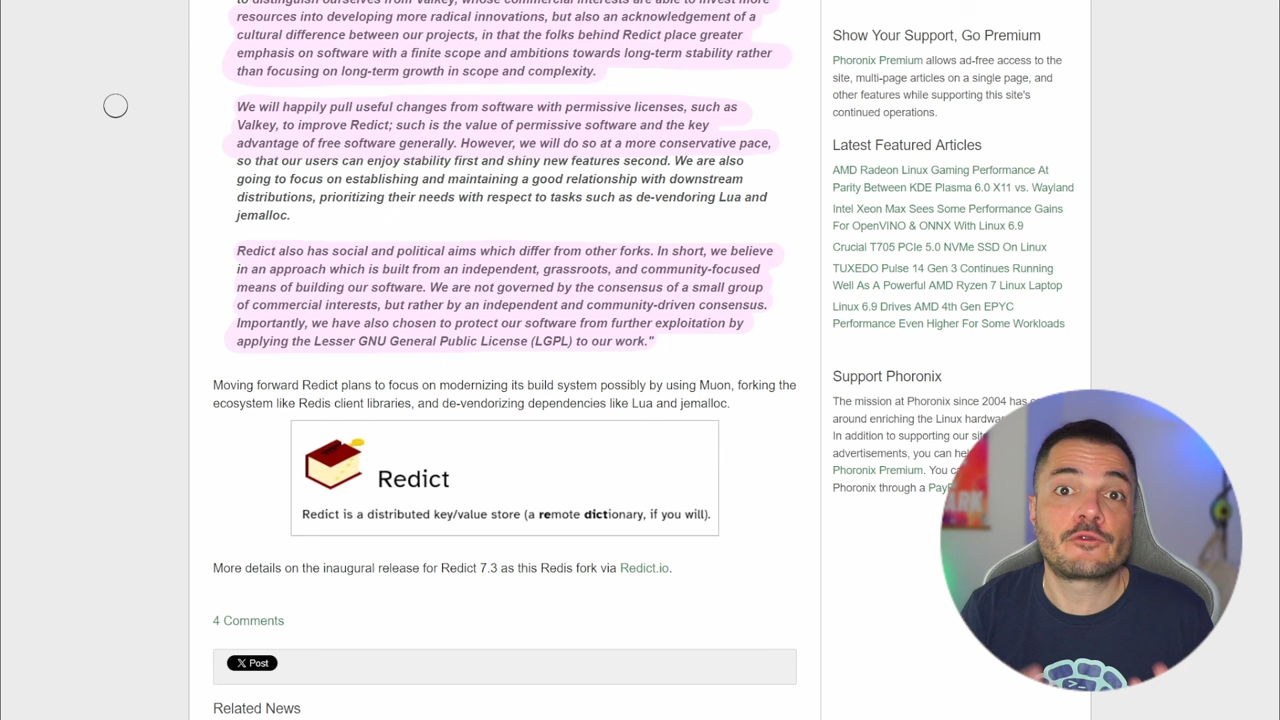 to distinguish ourselves from Valkey, whose commercial interests are able to invest more
resources into developing more radical innovations, but also an acknowledgement of a
cultural difference between our projects, in that the folks behind Redict place greater
emphasis on software with a finite scope and ambitions towards long-term stability rather
than focusing on long-term growth in scope and complexity.
We will happily pull useful changes from software with permissive licenses, such as
Valkey, to improve Redict; such is the value of permissive software and the key
advantage of free software generally. However, we will do so at a more conservative pace,
so that our users can enjoy stability first and shiny new features second. We are also
going to focus on establishing and maintaining a good relationship with downstream
distributions, prioritizing their needs with respect to tasks such as de-vendoring Lua and
jemalloc.
Redict also has social and political aims which differ from other forks. In short, we believe
in an approach which is built from an independent, grassroots, and community-focused
means of building our software. We are not governed by the consensus of a small group
of commercial interests, but rather by an independent and community-driven consensus.
Importantly, we have also chosen to protect our software from further exploitation by
applying the Lesser GNU General Public License (LGPL) to our work."
Moving forward Redict plans to focus on modernizing its build system possibly by using Muon, forking the
ecosystem like Redis client libraries, and de-vendorizing dependencies like Lua and jemalloc.
Redict
Redict is a distributed key/value store (a remote dictionary, if you will).
More details on the inaugural release for Redict 7.3 as this Redis fork via Redict.io.
4 Comments
X Post
Related News
Show Your Support, Go Premium
Phoronix Premium allows ad-free access to the
site, multi-page articles on a single page, and
other features while supporting this site's
continued operations.
Latest Featured Articles
AMD Radeon Linux Gaming Performance At
Parity Between KDE Plasma 6.0 X11 vs. Wayland
Intel Xeon Max Sees Some Performance Gains
For OpenVINO & ONNX With Linux 6.9
Crucial T705 PCIe 5.0 NVMe SSD On Linux
TUXEDO Pulse 14 Gen 3 Continues Running
Well As A Powerful AMD Ryzen 7 Linux Laptop
Linux 6.9 Drives AMD 4th Gen EPYC
Performance Even Higher For Some Workloads
Support Phoronix
The mission at Phoronix since 2004 has
around enriching the Linux
In addition to supporting our
advertisements, you can
Phoronix Premium. You
Phoronix through a